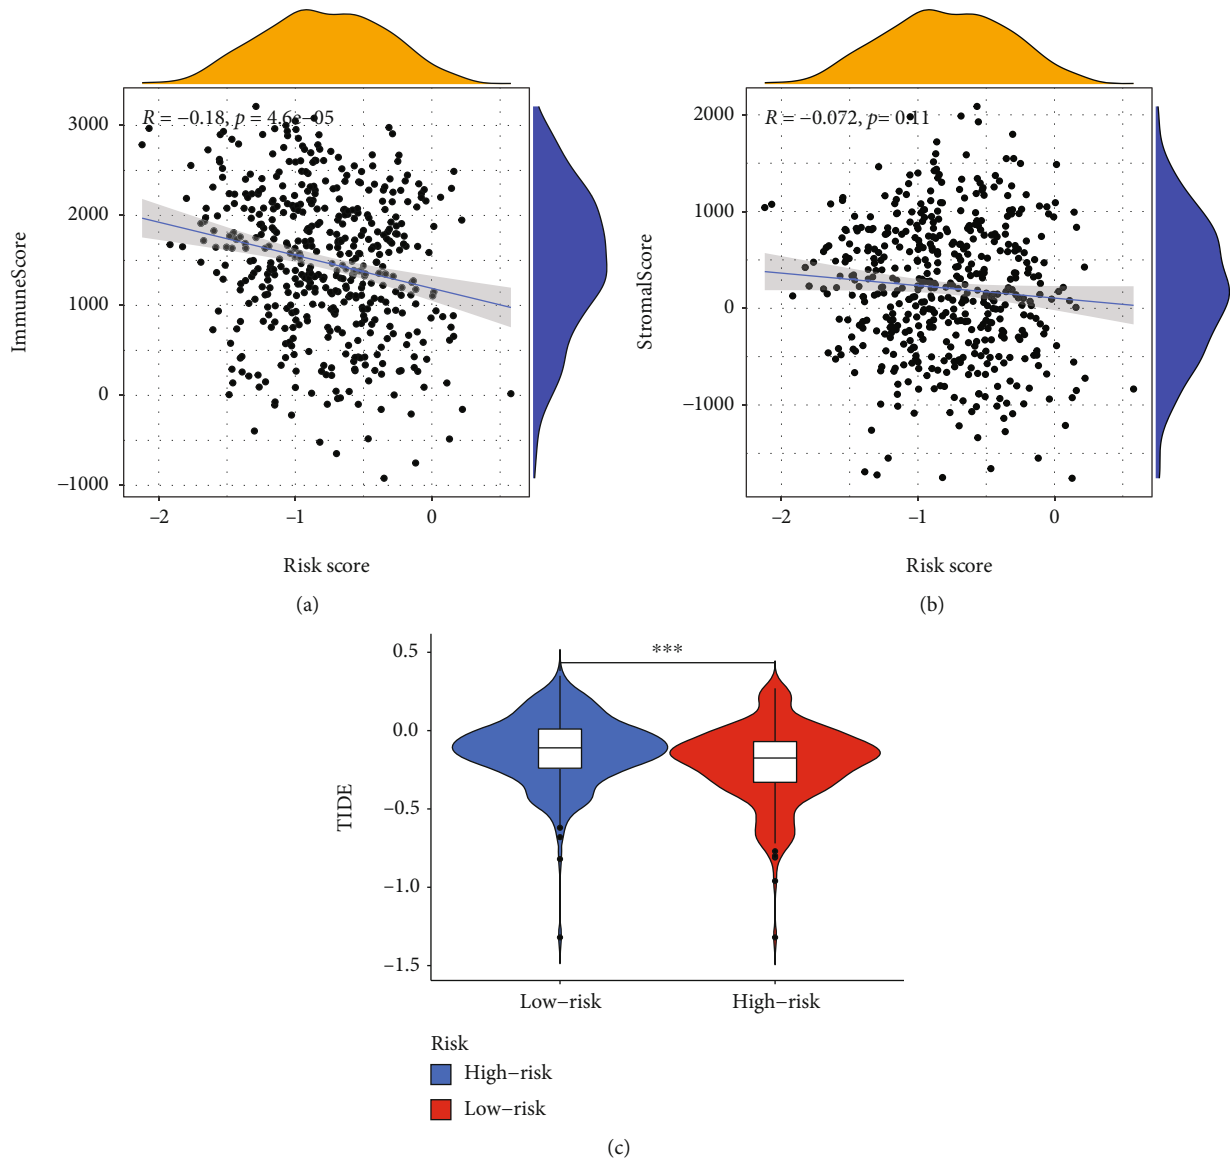 R = −0.18, p = 4.6e−05
3000
2000
1000
0
−1000
ImmuneScore
−2 −1 0
Risk score
(a)
R = −0.072, p= 0.11
2000
1000
0
−1000
StromalScore
−2 −1 0
Risk score
(b)
***
0.5
0.0
−0.5
−1.0
−1.5
TIDE
Low−risk High−risk
Risk
High−risk
Low−risk
(c)